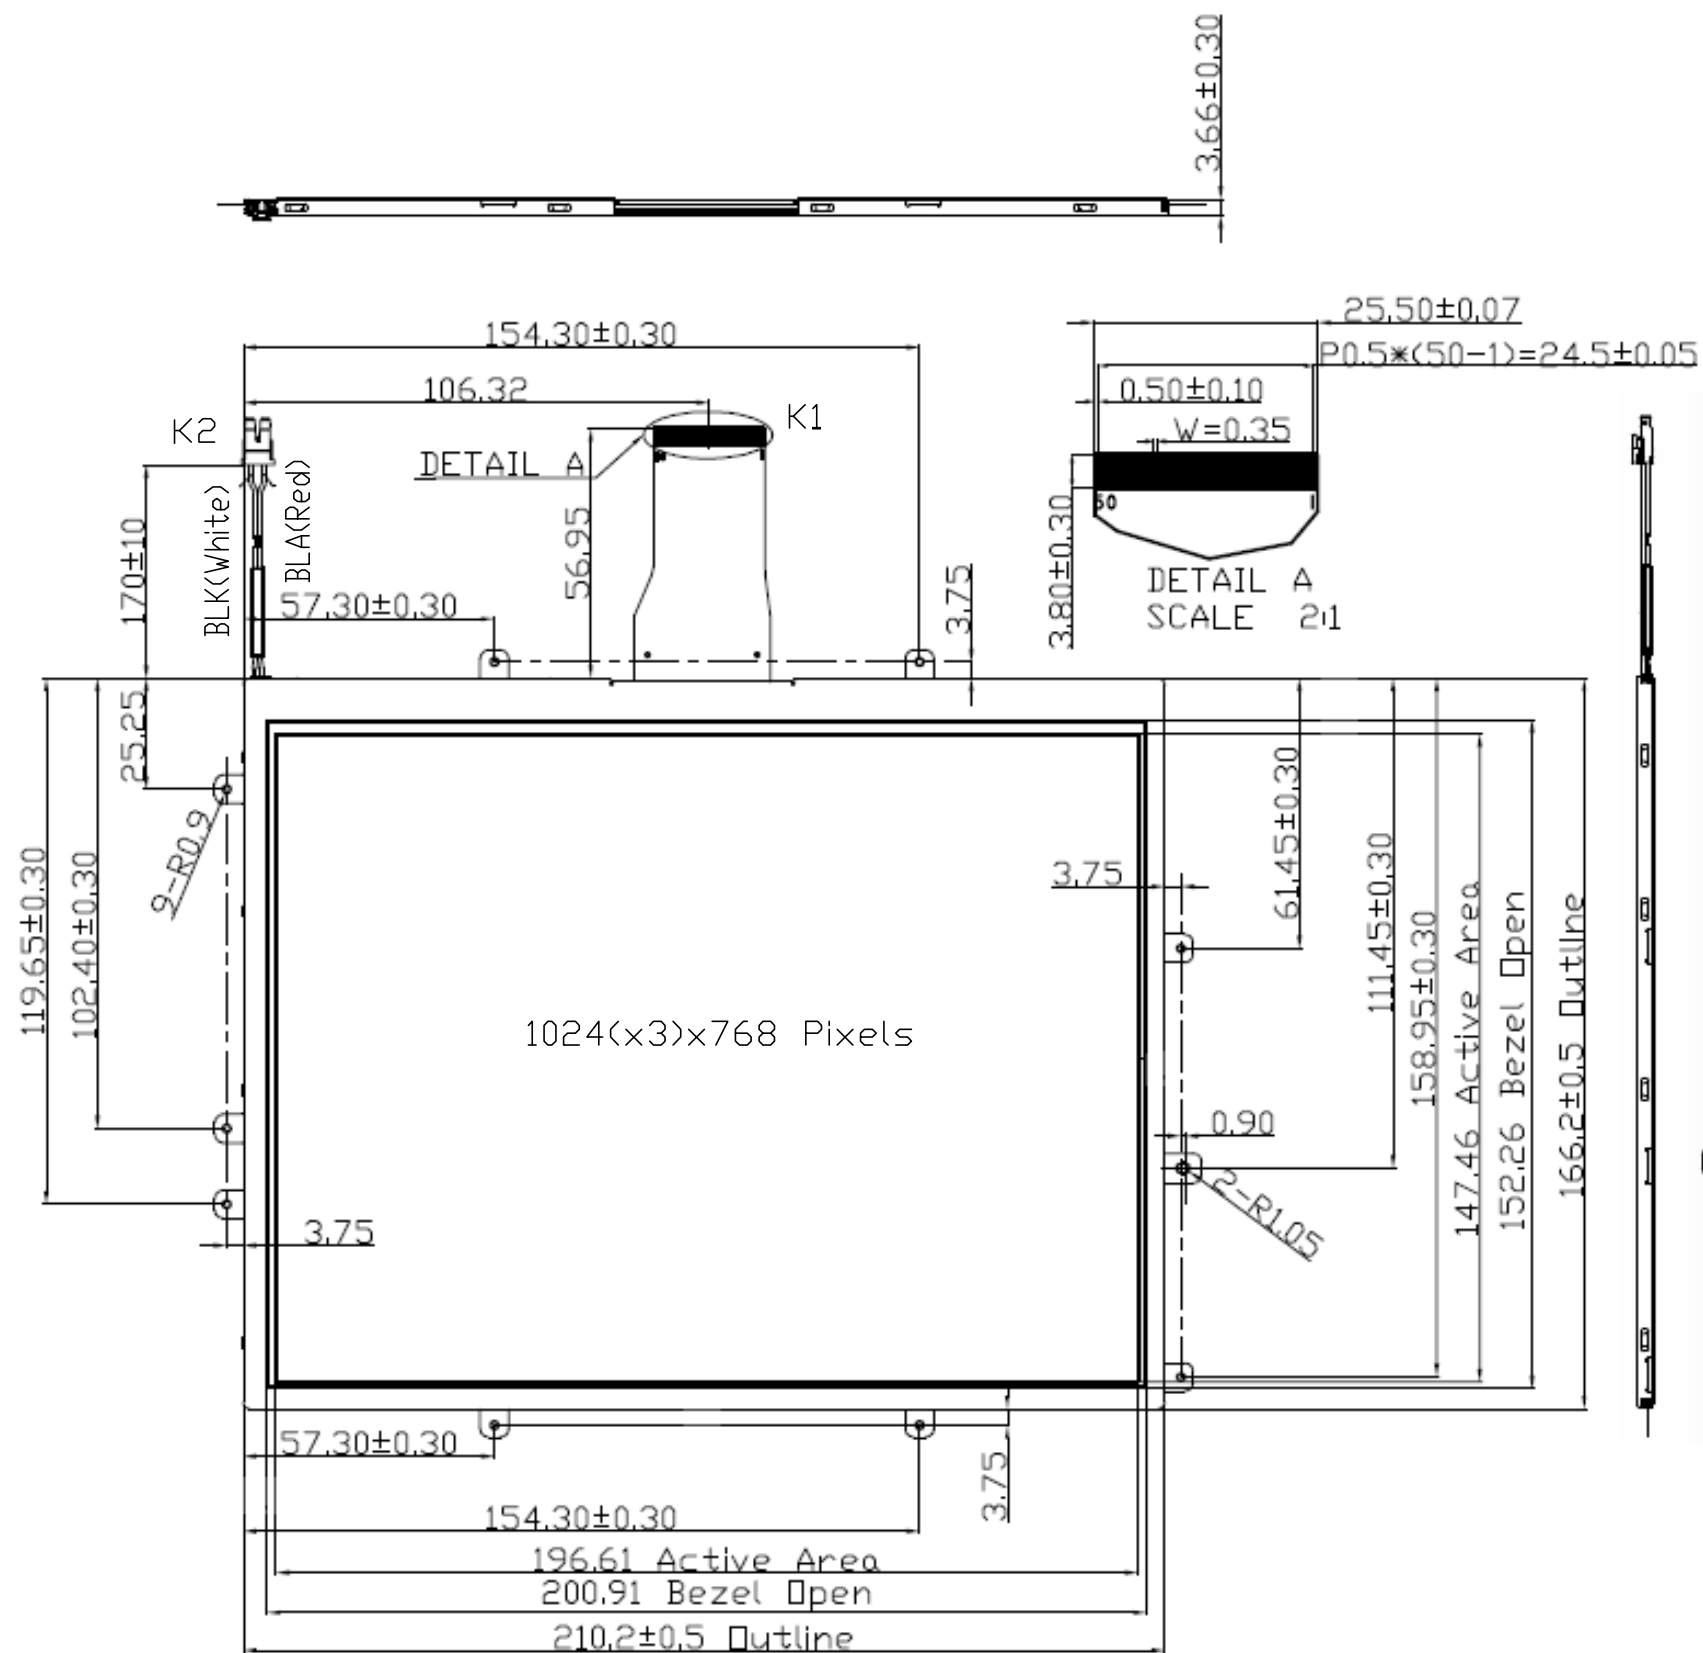 3.66±0.30
25.50±0.07
154.30±0.30
P0.5*(50-1)=24.5±0.05
106.32
0.50±0.10
K2
K1
W=0.35
DETAIL A
BLK(White)
BLA(Red)
170±10
56.95
3.80±0.30
50
1
DETAIL A
SCALE 2:1
57.30±0.30
3.75
25.25
9-R0.9
119.65±0.30
102.40±0.30
3.75
61.45±0.30
111.45±0.30
158.95±0.30
147.46 Active Area
152.26 Bezel Open
166.2±0.5 Outline
1024(x3)x768 Pixels
0.90
2-R1.05
3.75
57.30±0.30
3.75
154.30±0.30
196.61 Active Area
200.91 Bezel Open
210.2±0.5 Outline